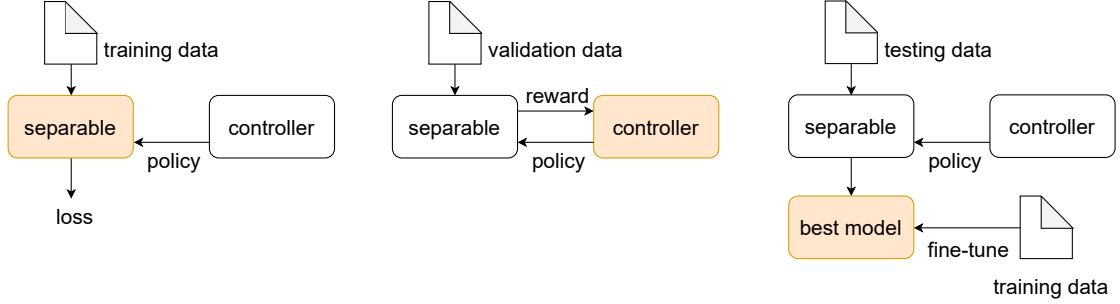 training data
separable
controller
policy
loss
validation data
reward
separable
controller
policy
testing data
separable
controller
policy
best model
fine-tune
training data